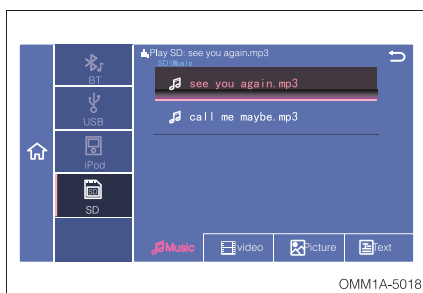 Play SD: see you again.mp3
SD\Music
BT
see you again.mp3
USB
call me maybe.mp3
iPod
SD
SD
Music
video
Picture
Text
OMM1A-5018